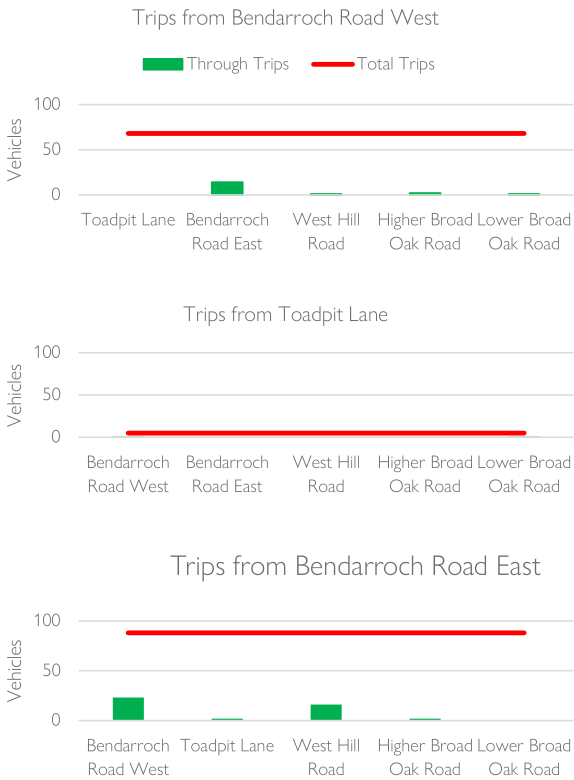 Trips from Bendarroch Road West
Through Trips Total Trips
Vehicles
100
50
0
Toadpit Lane Bendarroch West Hill Higher Broad Lower Broad
Road East Road Oak Road Oak Road
Trips from Toadpit Lane
Vehicles
100
50
0
Bendarroch Bendarroch West Hill Higher Broad Lower Broad
Road West Road East Road Oak Road Oak Road
Trips from Bendarroch Road East
Vehicles
100
50
0
Bendarroch Toadpit Lane West Hill Higher Broad Lower Broad
Road West Road Oak Road Oak Road